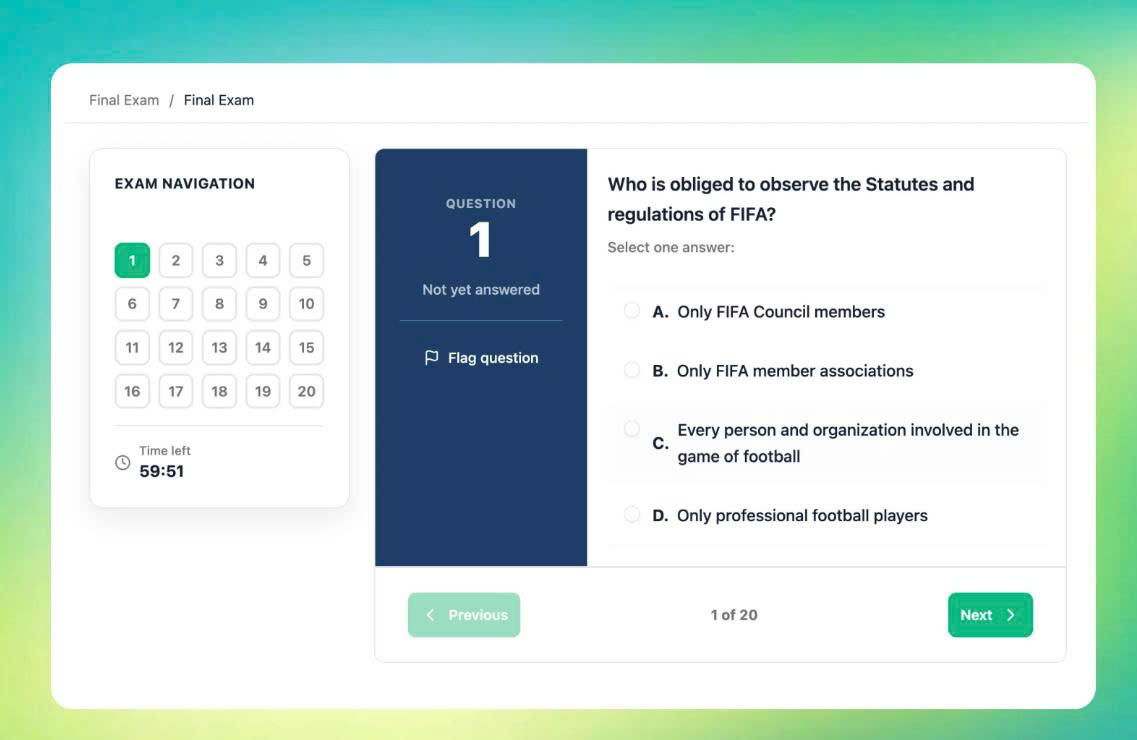 Final Exam / Final Exam
EXAM NAVIGATION
1 2 3 4 5
6 7 8 9 10
11 12 13 14 15
16 17 18 19 20
Time left
59:51
QUESTION
1
Not yet answered
Flag question
Who is obliged to observe the Statutes and
regulations of FIFA?
Select one answer:
A. Only FIFA Council members
B. Only FIFA member associations
C. Every person and organization involved in the
game of football
D. Only professional football players
Previous
1 of 20
Next